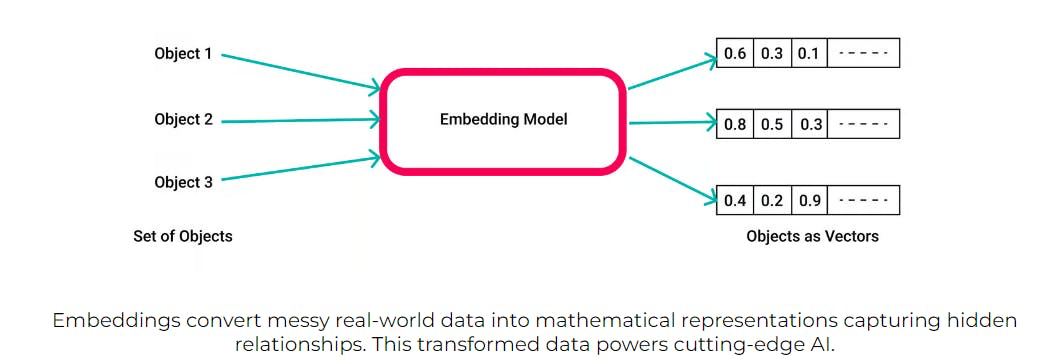 Object 1
Object 2
Object 3
Set of Objects
Embedding Model
0.6 0.3 0.1 -----
0.8 0.5 0.3 -----
0.4 0.2 0.9 -----
Objects as Vectors
Embeddings convert messy real-world data into mathematical representations capturing hidden
relationships. This transformed data powers cutting-edge AI.